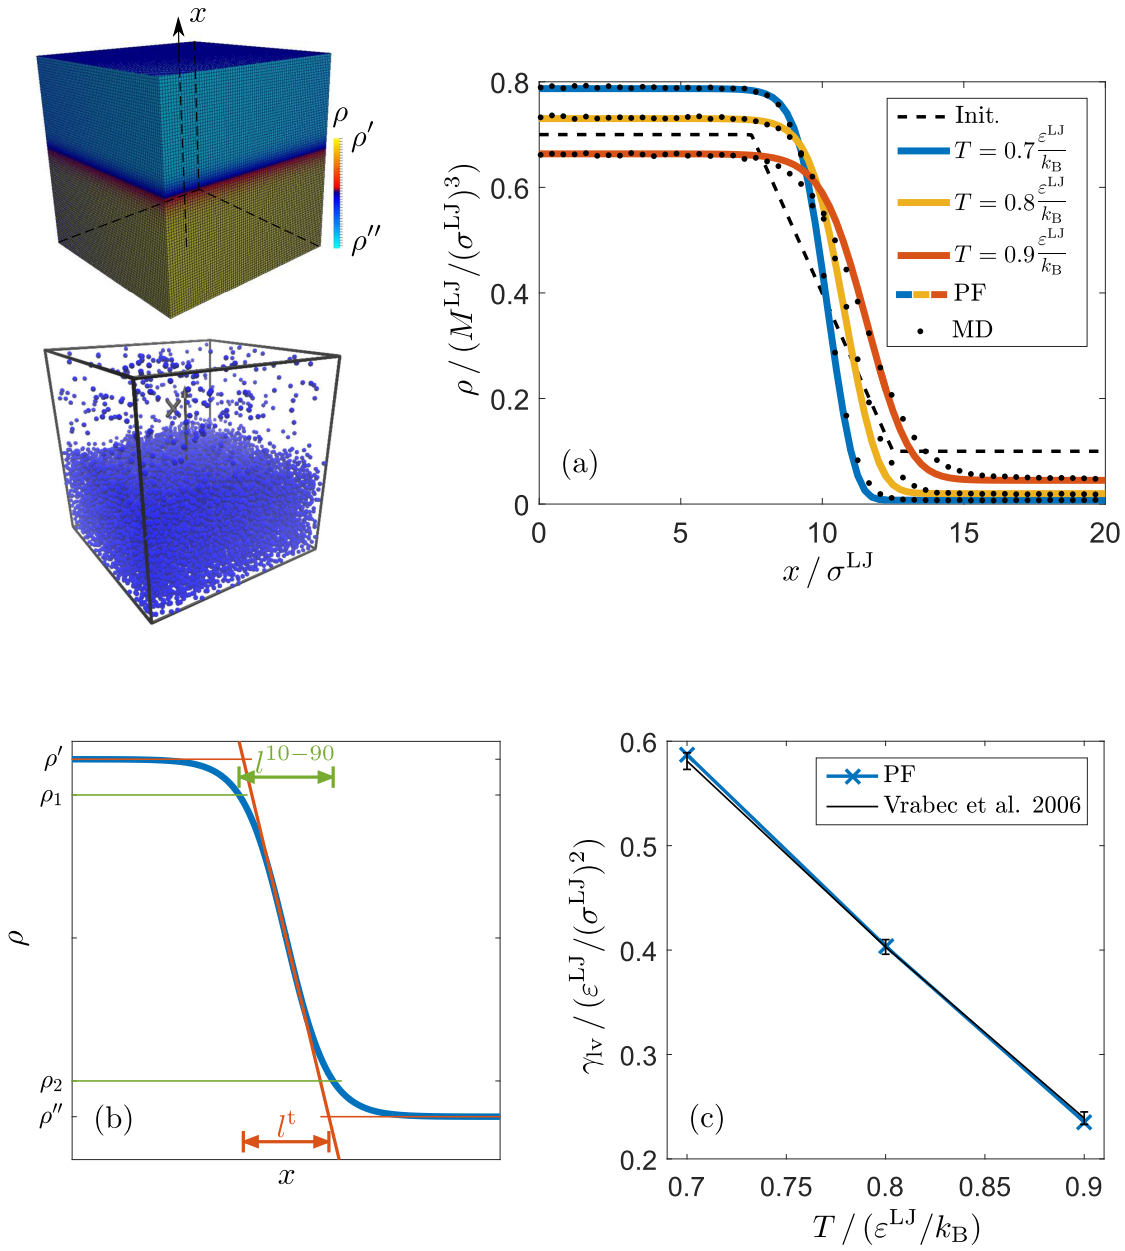 x
ρ
ρ′
ρ″
x
0.8
0.6
0.4
0.2
0
ρ / (M^LJ/(σ^LJ)^3)
Init.
T = 0.7 ε^LJ/k_B
T = 0.8 ε^LJ/k_B
T = 0.9 ε^LJ/k_B
PF
MD
(a)
0 5 10 15 20
x / σ^LJ
ρ′
ρ₁
ρ
ρ₂
ρ″
l^10−90
l^t
(b)
x
0.6
0.5
0.4
0.3
0.2
γ_lv / (ε^LJ/(σ^LJ)^2)
PF
Vrabec et al. 2006
(c)
0.7 0.75 0.8 0.85 0.9
T / (ε^LJ/k_B)